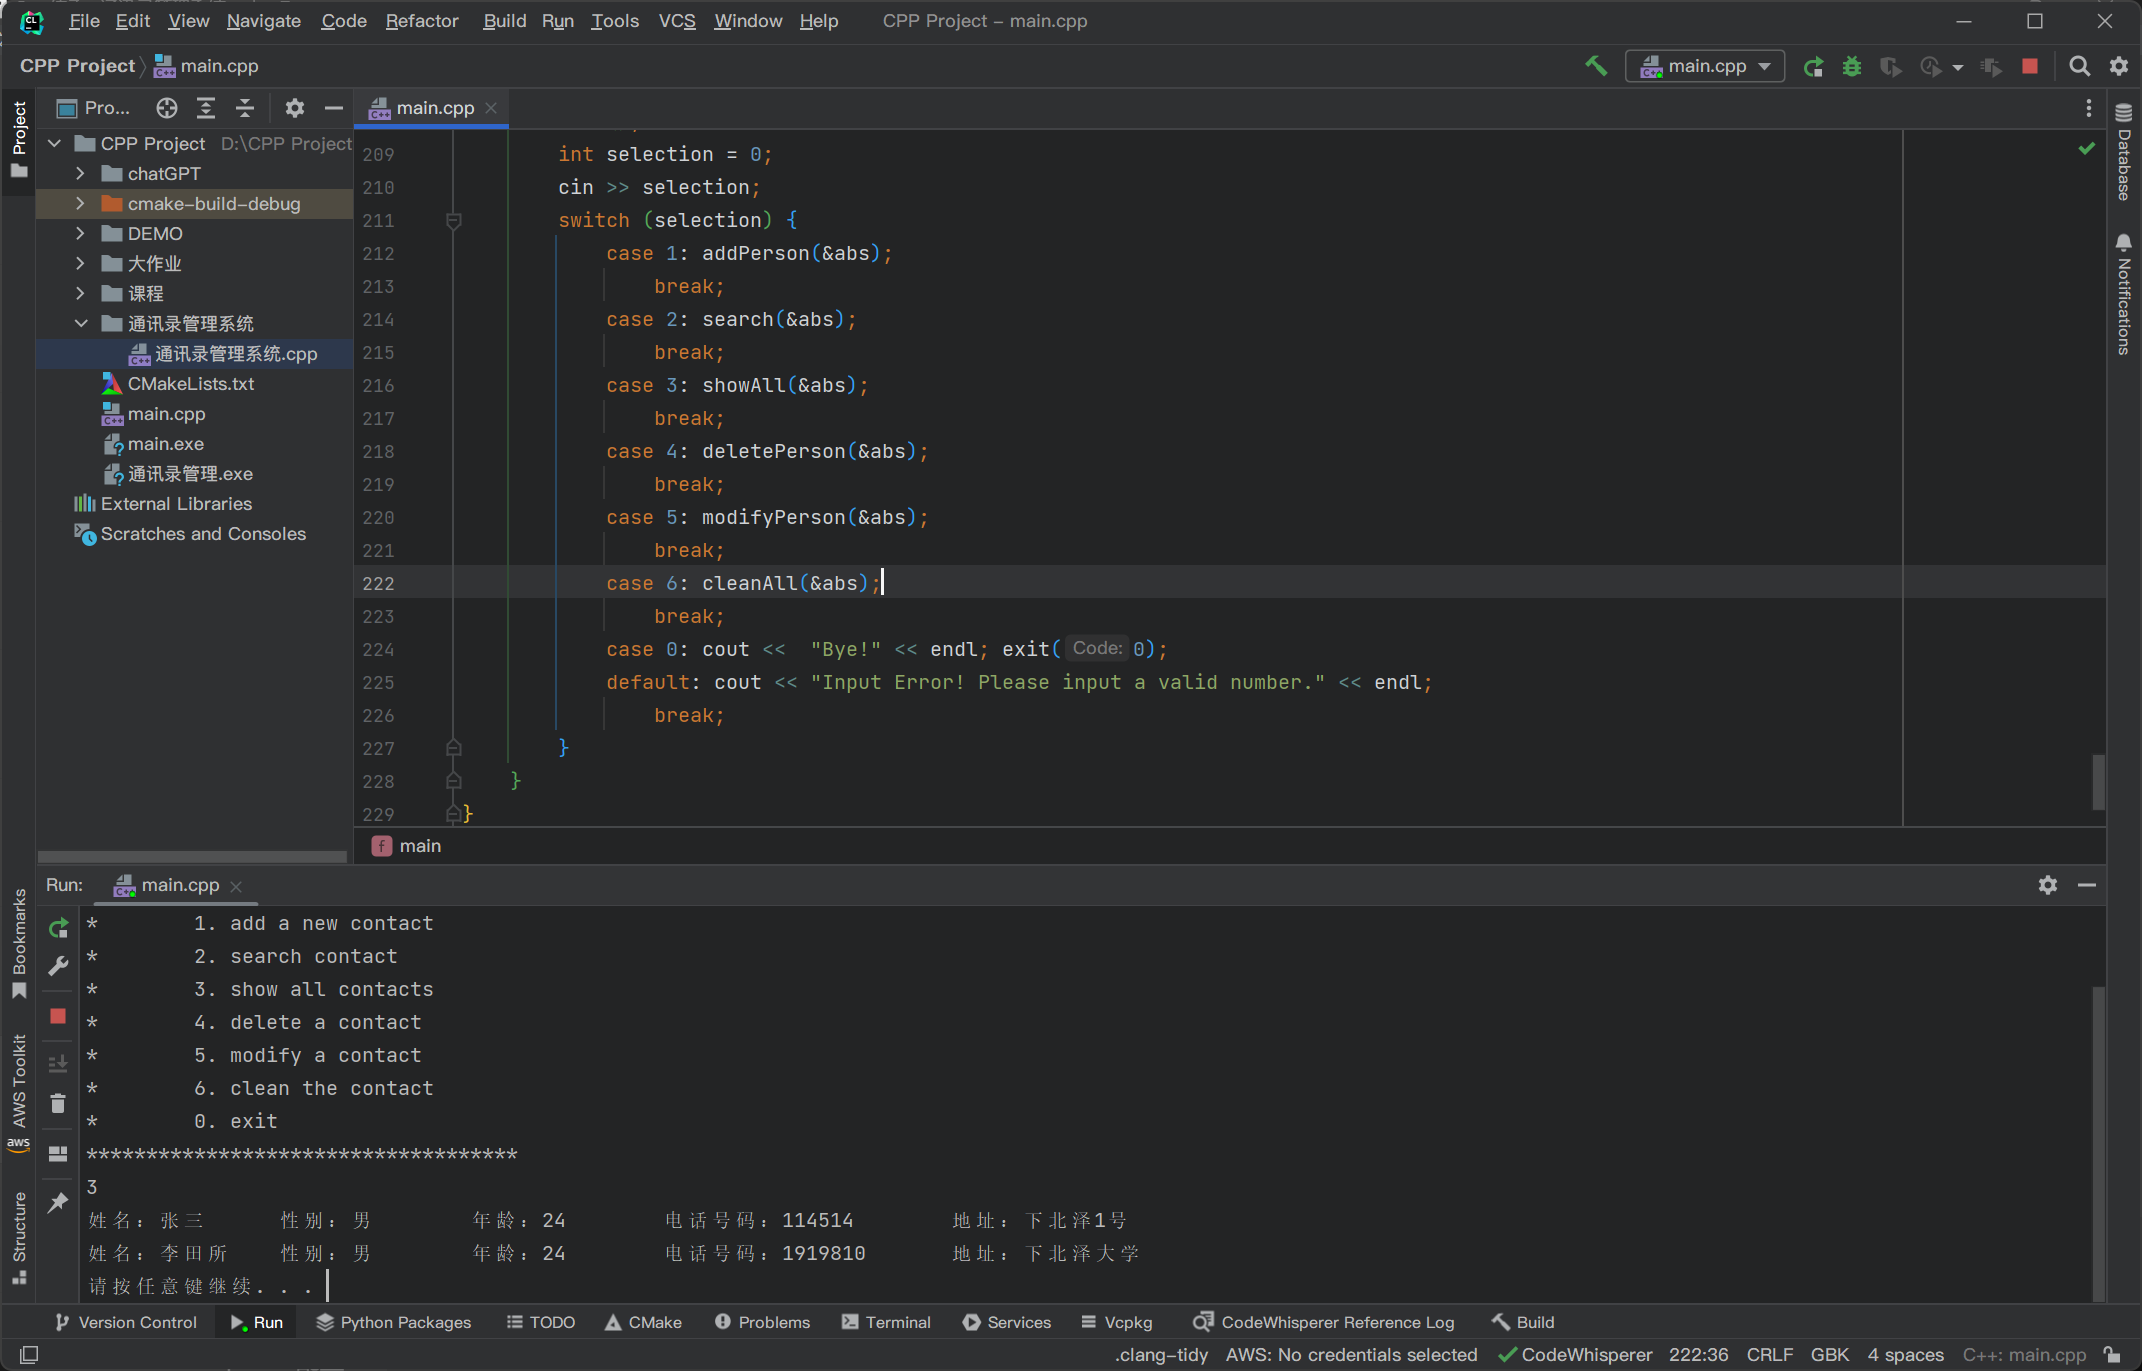 File Edit View Navigate Code Refactor Build Run Tools VCS Window Help CPP Project – main.cpp
CPP Project main.cpp
main.cpp
Project
Pro...
main.cpp
CPP Project D:\CPP Project
chatGPT
cmake-build-debug
DEMO
大作业
课程
通讯录管理系统
通讯录管理系统.cpp
CMakeLists.txt
main.cpp
main.exe
通讯录管理.exe
External Libraries
Scratches and Consoles
209 int selection = 0;
210 cin >> selection;
211 switch (selection) {
212 case 1: addPerson(&abs);
213 break;
214 case 2: search(&abs);
215 break;
216 case 3: showAll(&abs);
217 break;
218 case 4: deletePerson(&abs);
219 break;
220 case 5: modifyPerson(&abs);
221 break;
222 case 6: cleanAll(&abs);
223 break;
224 case 0: cout << "Bye!" << endl; exit( Code: 0);
225 default: cout << "Input Error! Please input a valid number." << endl;
226 break;
227 }
228 }
229 }
f main
Database
Notifications
Run: main.cpp
Bookmarks
AWS Toolkit
aws
Structure
* 1. add a new contact
* 2. search contact
* 3. show all contacts
* 4. delete a contact
* 5. modify a contact
* 6. clean the contact
* 0. exit
************************************
3
姓名: 张三 性别: 男 年龄: 24 电话号码: 114514 地址: 下北泽1号
姓名: 李田所 性别: 男 年龄: 24 电话号码: 1919810 地址: 下北泽大学
请按任意键继续. . .
Version Control Run Python Packages TODO CMake Problems Terminal Services Vcpkg CodeWhisperer Reference Log Build
.clang-tidy AWS: No credentials selected CodeWhisperer 222:36 CRLF GBK 4 spaces C++: main.cpp